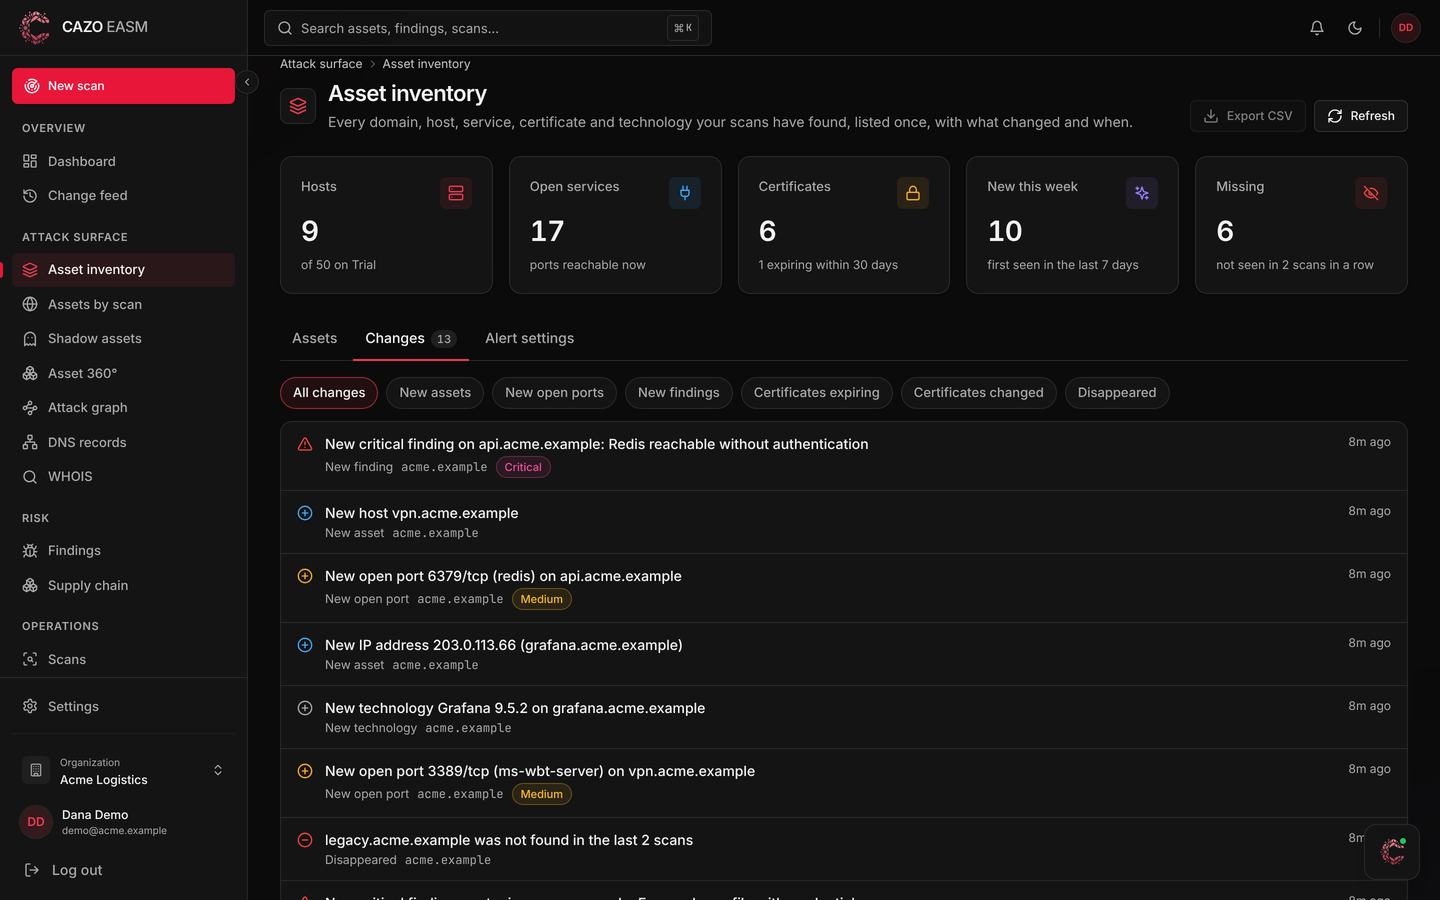 CAZO EASM
Search assets, findings, scans...
⌘K
DD
New scan
OVERVIEW
Dashboard
Change feed
ATTACK SURFACE
Asset inventory
Assets by scan
Shadow assets
Asset 360°
Attack graph
DNS records
WHOIS
RISK
Findings
Supply chain
OPERATIONS
Scans
Settings
Organization
Acme Logistics
DD
Dana Demo
demo@acme.example
Log out
Attack surface > Asset inventory
Asset inventory
Every domain, host, service, certificate and technology your scans have found, listed once, with what changed and when.
Export CSV
Refresh
Hosts
9
of 50 on Trial
Open services
17
ports reachable now
Certificates
6
1 expiring within 30 days
New this week
10
first seen in the last 7 days
Missing
6
not seen in 2 scans in a row
Assets
Changes 13
Alert settings
All changes
New assets
New open ports
New findings
Certificates expiring
Certificates changed
Disappeared
New critical finding on api.acme.example: Redis reachable without authentication
8m ago
New finding acme.example Critical
New host vpn.acme.example
8m ago
New asset acme.example
New open port 6379/tcp (redis) on api.acme.example
8m ago
New open port acme.example Medium
New IP address 203.0.113.66 (grafana.acme.example)
8m ago
New asset acme.example
New technology Grafana 9.5.2 on grafana.acme.example
8m ago
New technology acme.example
New open port 3389/tcp (ms-wbt-server) on vpn.acme.example
8m ago
New open port acme.example Medium
legacy.acme.example was not found in the last 2 scans
Disappeared acme.example